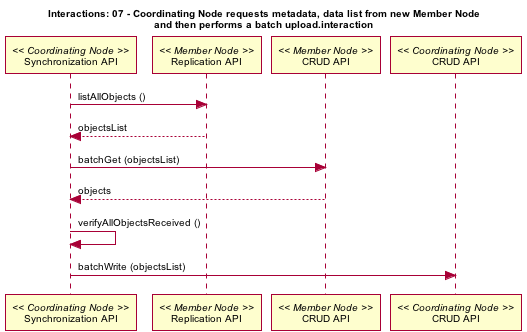 Interactions: 07 - Coordinating Node requests metadata, data list from new Member Node
and then performs a batch upload.interaction
<< Coordinating Node >>
Synchronization API
<< Member Node >>
Replication API
<< Member Node >>
CRUD API
<< Coordinating Node >>
CRUD API
listAllObjects ()
objectsList
batchGet (objectsList)
objects
verifyAllObjectsReceived ()
batchWrite (objectsList)
<< Coordinating Node >>
Synchronization API
<< Member Node >>
Replication API
<< Member Node >>
CRUD API
<< Coordinating Node >>
CRUD API